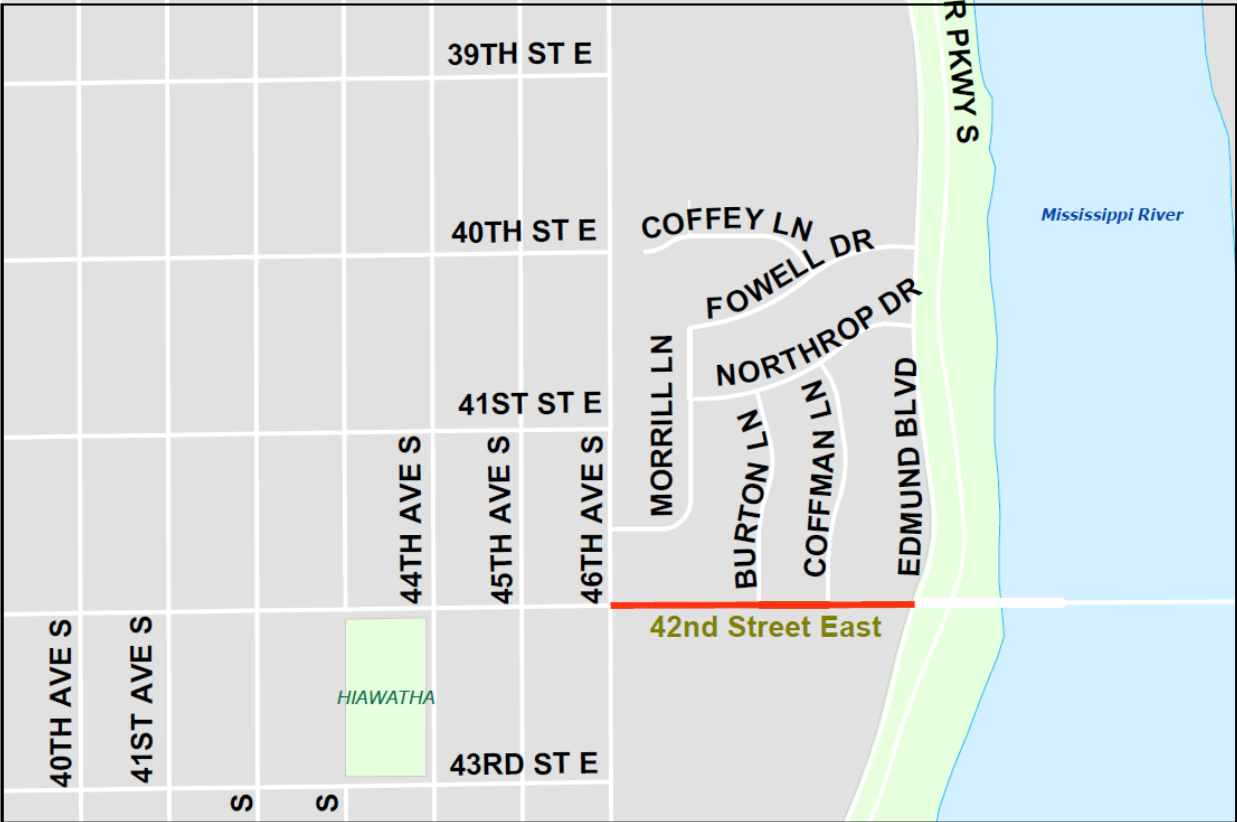 39TH ST E
R PKWY S
Mississippi River
40TH ST E
COFFEY LN
FOWELL DR
NORTHROP DR
41ST ST E
MORRILL LN
BURTON LN
COFFMAN LN
EDMUND BLVD
44TH AVE S
45TH AVE S
46TH AVE S
42nd Street East
40TH AVE S
41ST AVE S
HIAWATHA
43RD ST E
S
S